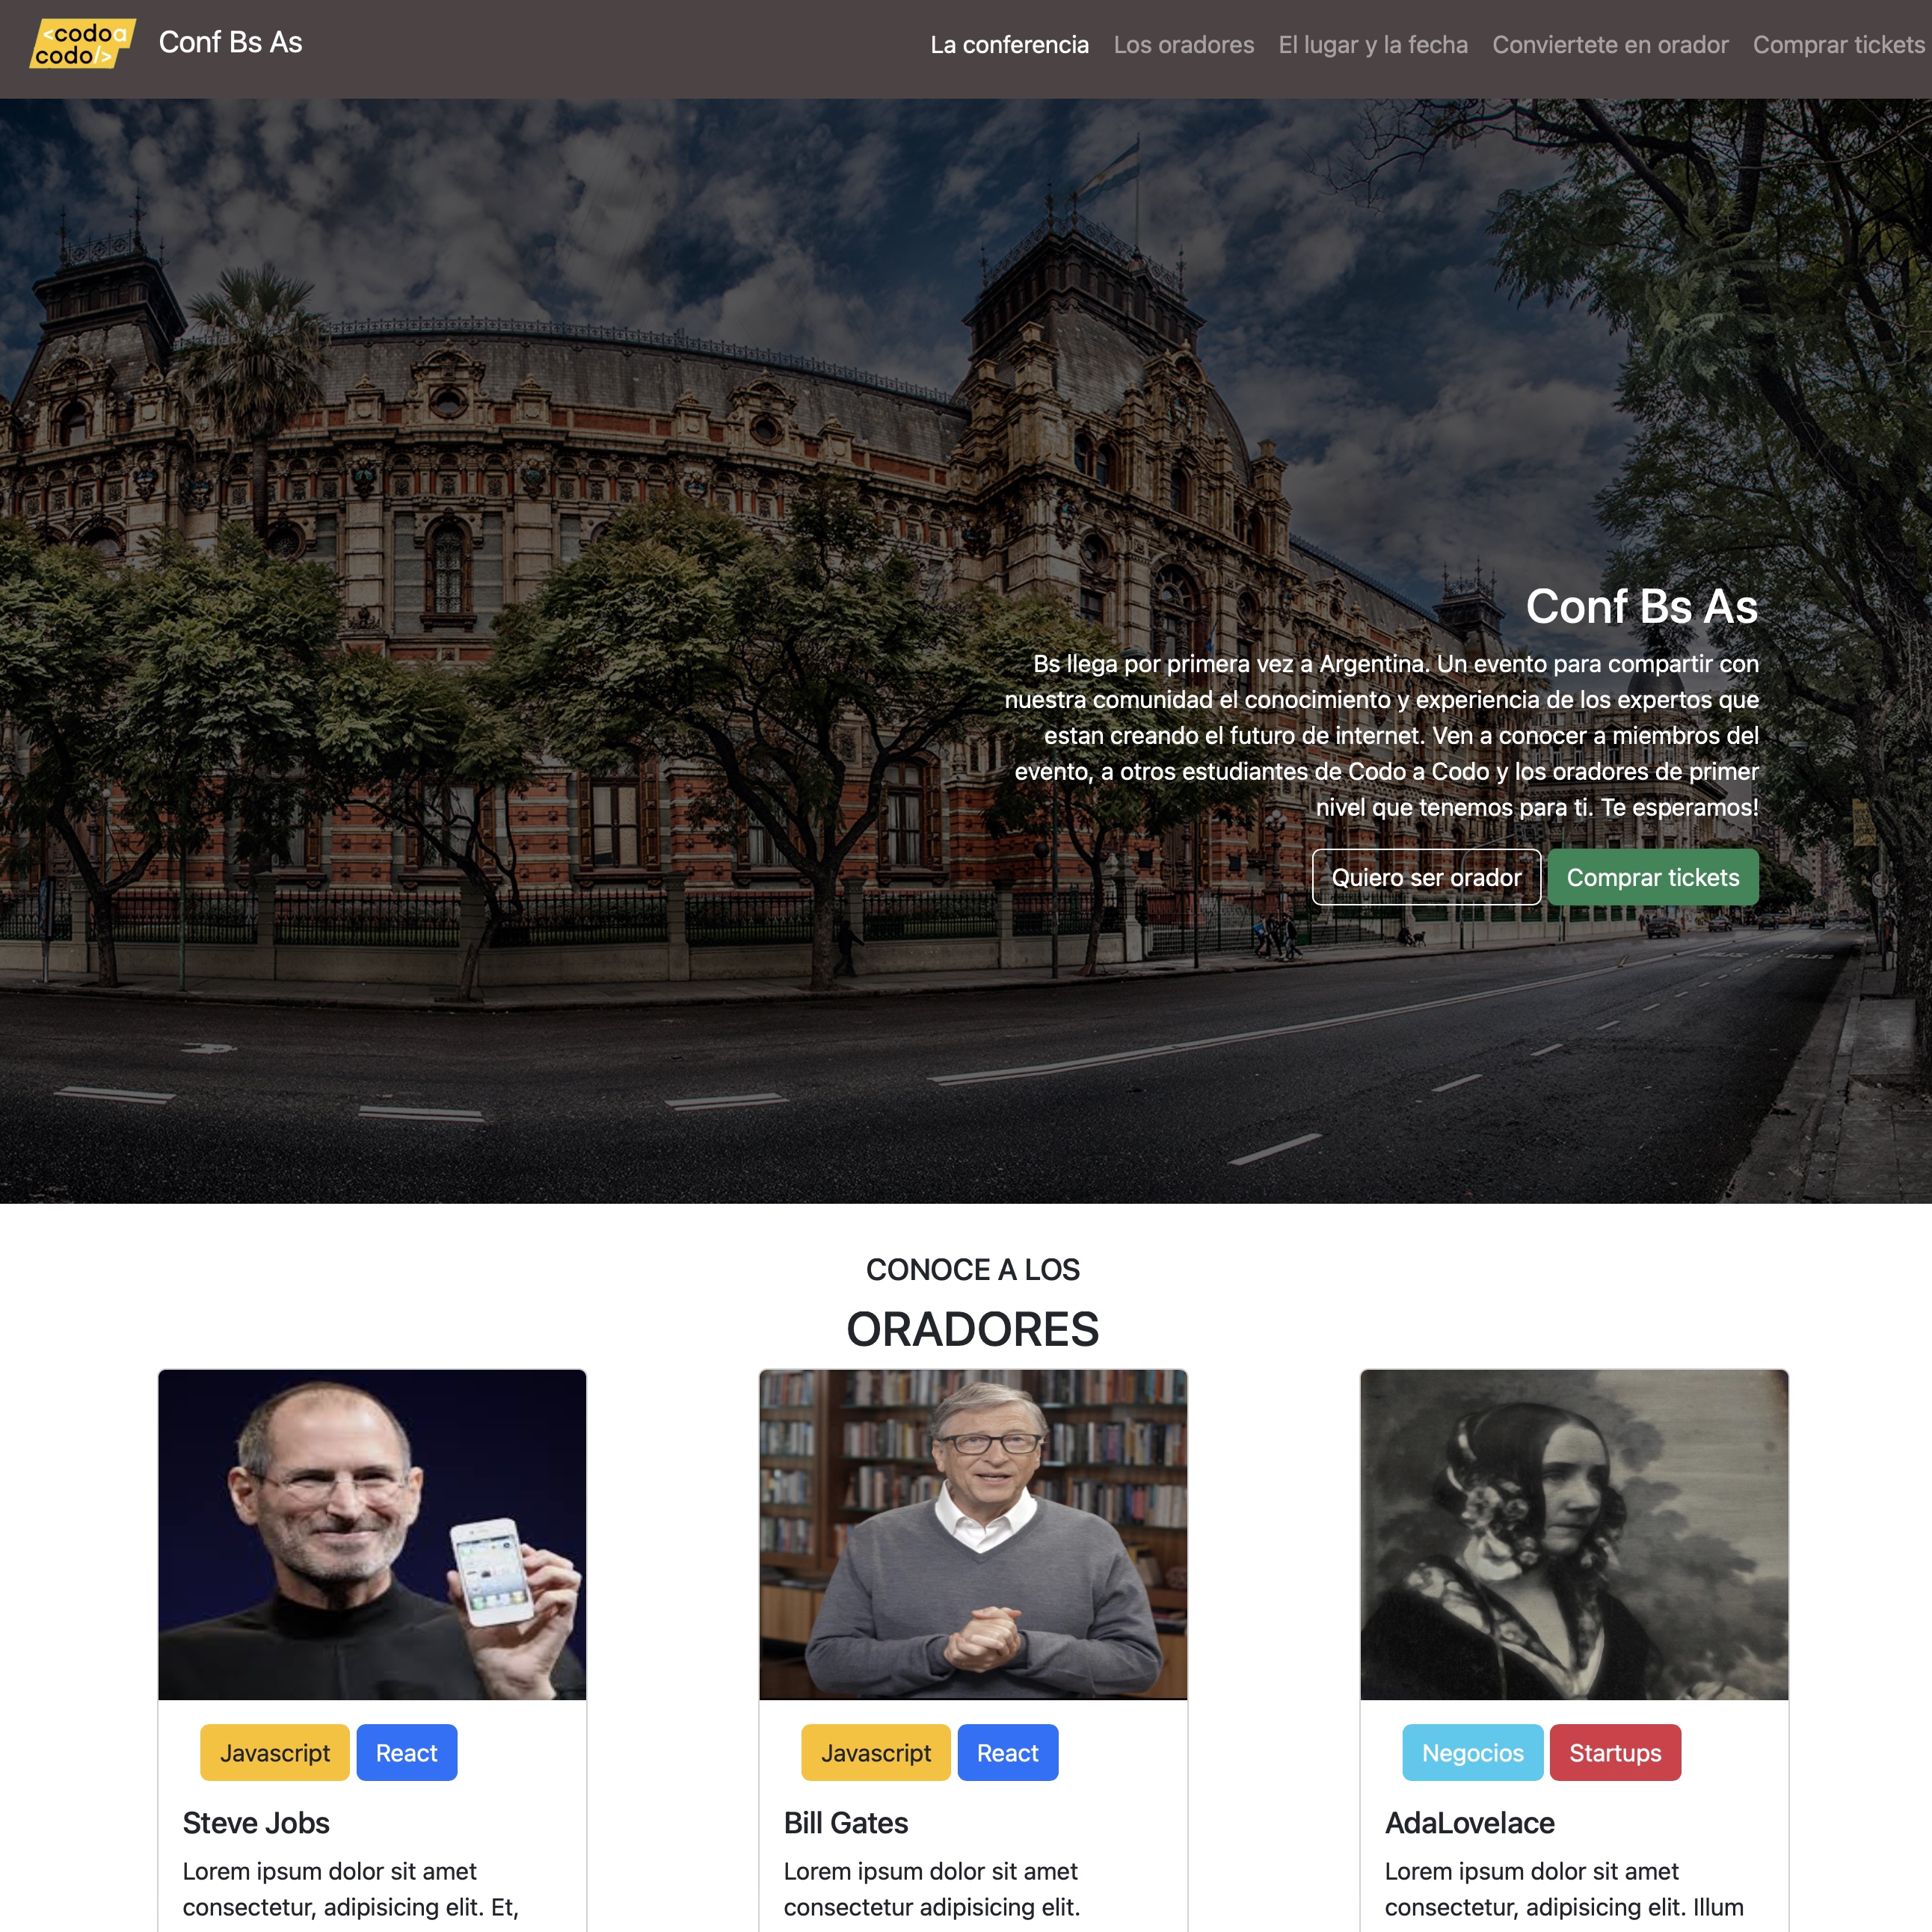 <codo a
codo/>
Conf Bs As
La conferencia
Los oradores
El lugar y la fecha
Conviertete en orador
Comprar tickets
Conf Bs As
Bs llega por primera vez a Argentina. Un evento para compartir con
nuestra comunidad el conocimiento y experiencia de los expertos que
estan creando el futuro de internet. Ven a conocer a miembros del
evento, a otros estudiantes de Codo a Codo y los oradores de primer
nivel que tenemos para ti. Te esperamos!
Quiero ser orador
Comprar tickets
BUS
BUS
CONOCE A LOS
ORADORES
Javascript
React
Steve Jobs
Lorem ipsum dolor sit amet
consectetur, adipisicing elit. Et,
Javascript
React
Bill Gates
Lorem ipsum dolor sit amet
consectetur adipisicing elit.
Negocios
Startups
AdaLovelace
Lorem ipsum dolor sit amet
consectetur, adipisicing elit. Illum